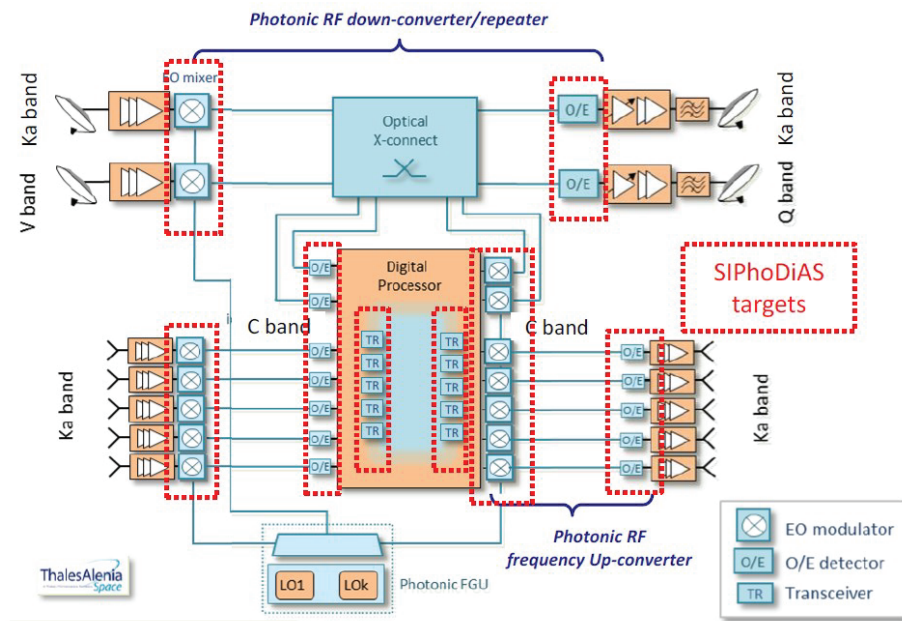 Photonic RF down-converter/repeater
EO mixer
Ka band
V band
Optical
X-connect
O/E
O/E
Ka band
Q band
O/E
O/E
Digital
Processor
C band
C band
SIPhoDiAS
targets
TR
TR
TR
TR
TR
TR
TR
TR
TR
TR
O/E
O/E
O/E
O/E
O/E
Ka band
O/E
O/E
O/E
O/E
O/E
Ka band
Photonic RF
frequency Up-converter
Photonic FGU
LO1
LOk
ThalesAlenia
Space
EO modulator
O/E
O/E detector
TR
Transceiver